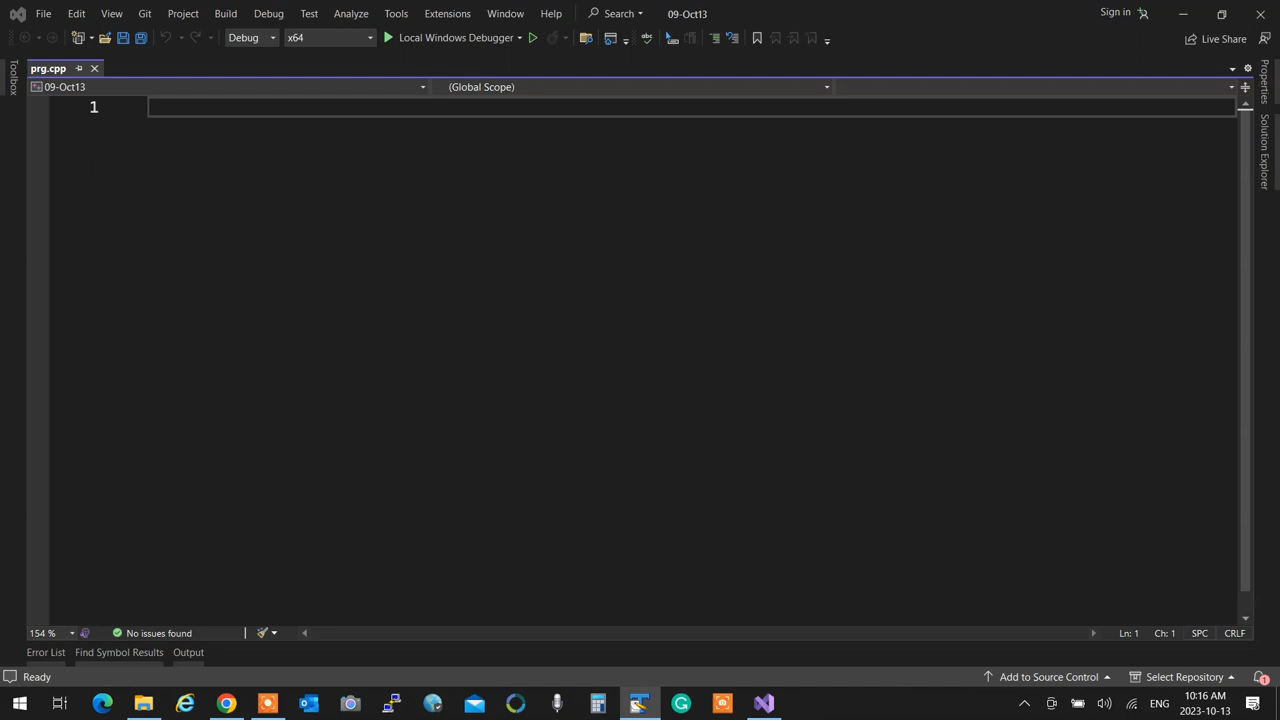 File Edit View Git Project Build Debug Test Analyze Tools Extensions Window Help Search 09-Oct13 Sign in
Debug x64 Local Windows Debugger Live Share
prg.cpp
09-Oct13 (Global Scope)
1
Toolbox
Properties
Solution Explorer
154 % No issues found Ln: 1 Ch: 1 SPC CRLF
Error List Find Symbol Results Output
Ready Add to Source Control Select Repository 1
ENG 10:16 AM
2023-10-13